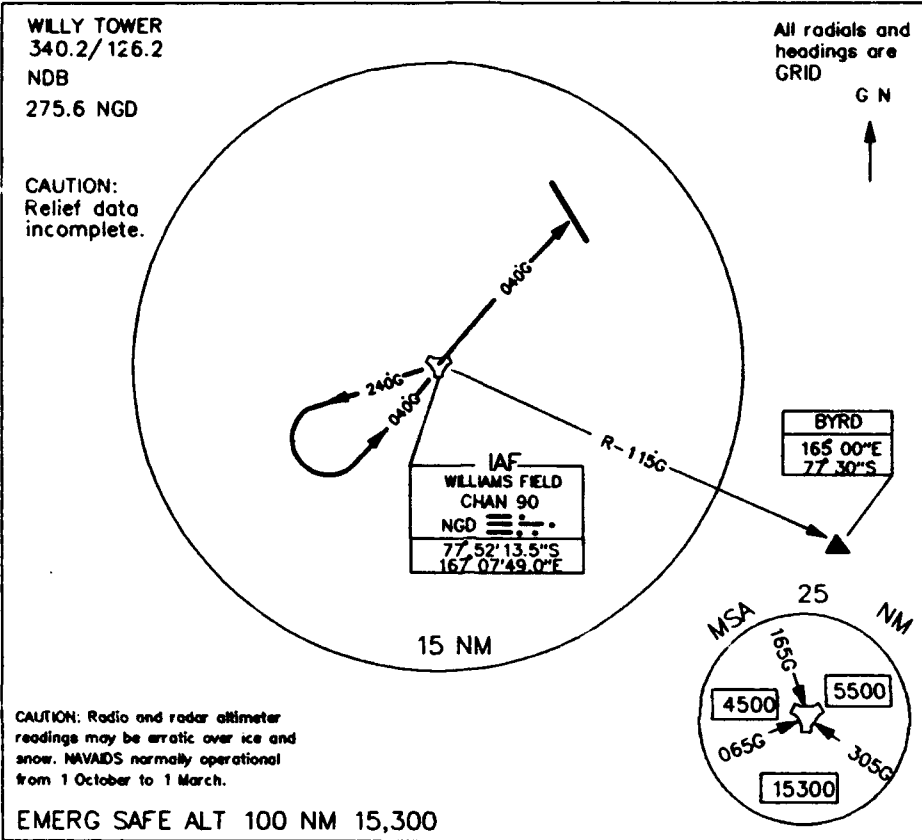 WILLY TOWER
340.2/126.2
NDB
275.6 NGD
All radials and
headings are
GRID
G N
CAUTION:
Relief data
incomplete.
040°G
240°G
040°G
R-115°G
IAF
WILLIAMS FIELD
CHAN 90
NGD
77° 52' 13.5"S
167° 07'49.0"E
BYRD
165° 00"E
77° 30"S
15 NM
MSA 25 NM
165G
4500
5500
065G
305G
15300
CAUTION: Radio and radar altimeter
readings may be erratic over ice and
snow. NAVAIDS normally operational
from 1 October to 1 March.
EMERG SAFE ALT 100 NM 15,300